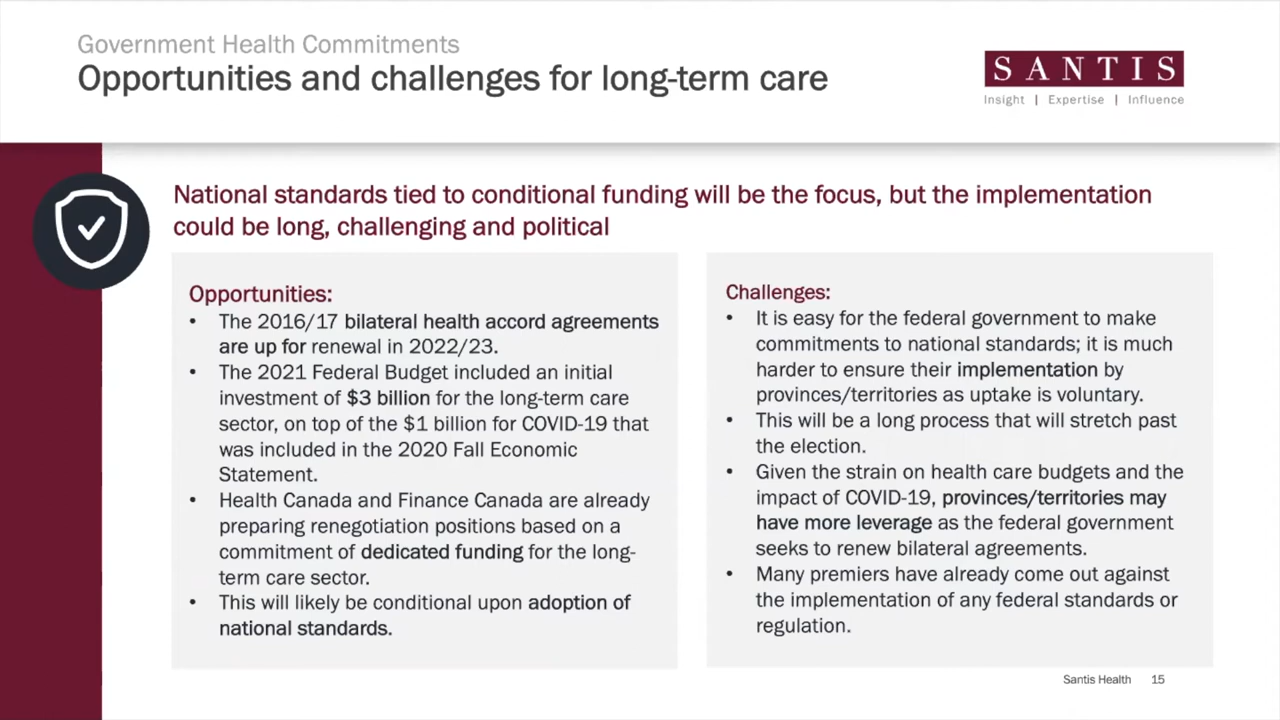 Government Health Commitments
Opportunities and challenges for long-term care
SANTIS
Insight | Expertise | Influence
National standards tied to conditional funding will be the focus, but the implementation
could be long, challenging and political
Opportunities:
• The 2016/17 bilateral health accord agreements
are up for renewal in 2022/23.
• The 2021 Federal Budget included an initial
investment of $3 billion for the long-term care
sector, on top of the $1 billion for COVID-19 that
was included in the 2020 Fall Economic
Statement.
• Health Canada and Finance Canada are already
preparing renegotiation positions based on a
commitment of dedicated funding for the long-
term care sector.
• This will likely be conditional upon adoption of
national standards.
Challenges:
• It is easy for the federal government to make
commitments to national standards; it is much
harder to ensure their implementation by
provinces/territories as uptake is voluntary.
• This will be a long process that will stretch past
the election.
• Given the strain on health care budgets and the
impact of COVID-19, provinces/territories may
have more leverage as the federal government
seeks to renew bilateral agreements.
• Many premiers have already come out against
the implementation of any federal standards or
regulation.
Santis Health 15